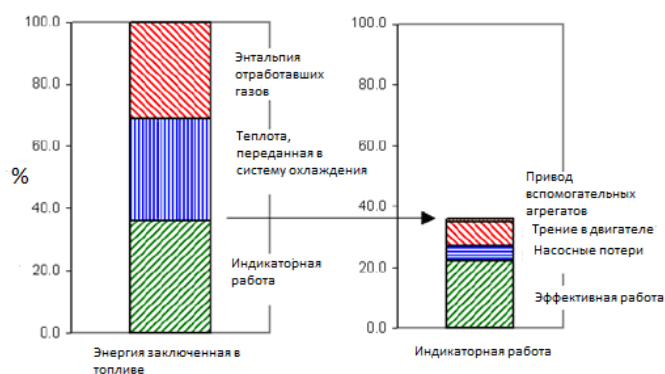 100.0
80.0
60.0
%
40.0
20.0
0.0
Энтальпия
отработавших
газов
Теплота,
переданная в
систему охлаждения
Индикаторная
работа
Энергия заключенная в
топливе
100.0
80.0
60.0
40.0
20.0
0.0
Привод
вспомогательных
агрегатов
Трение в двигателе
Насосные потери
Эффективная работа
Индикаторная работа